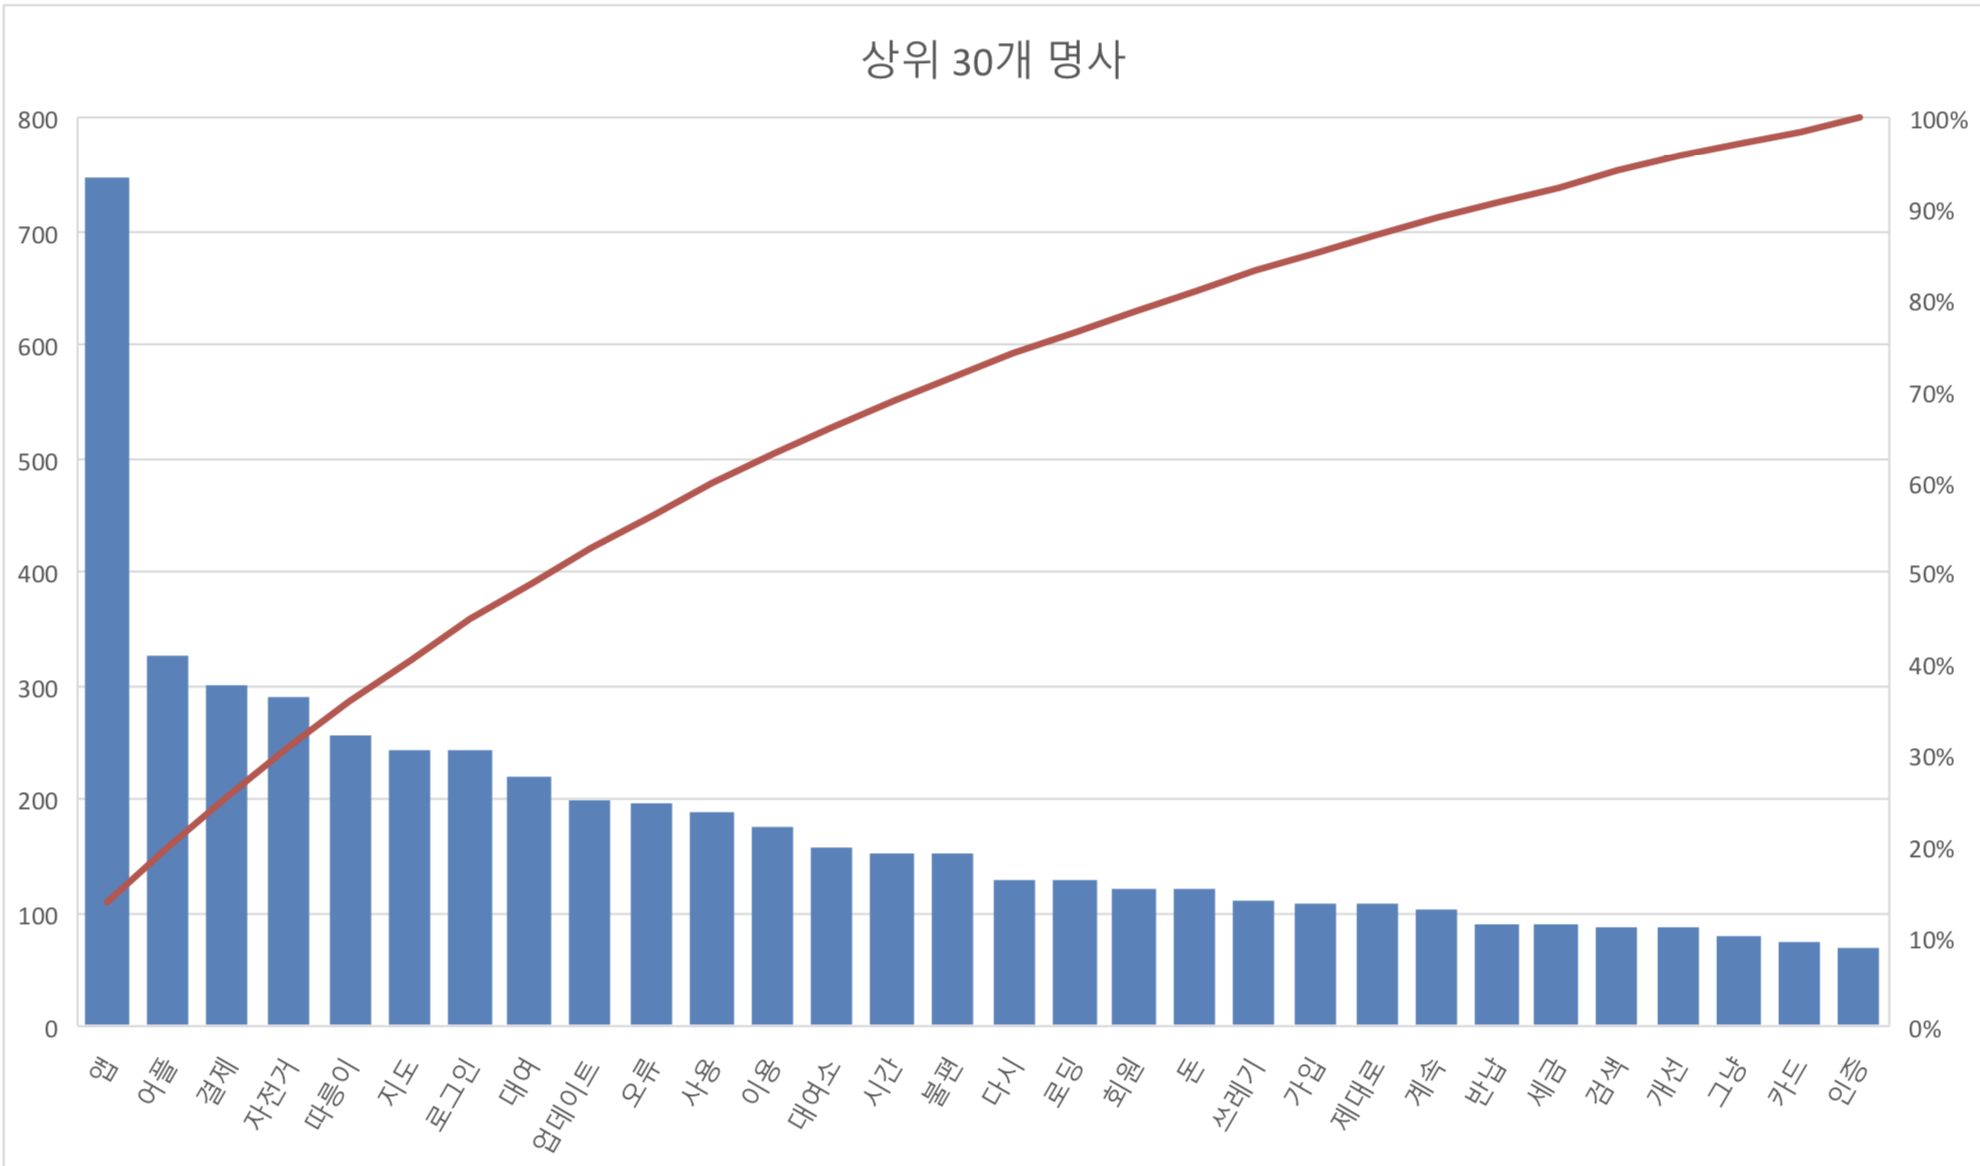 상위 30개 명사
800
700
600
500
400
300
200
100
0
100%
90%
80%
70%
60%
50%
40%
30%
20%
10%
0%
앱
어플
결제
자전거
따릉이
지도
로그인
대여
업데이트
오류
사용
이용
대여소
시간
불편
다시
로딩
회원
돈
쓰레기
가입
제대로
계속
반납
세금
검색
개선
그냥
카드
인증